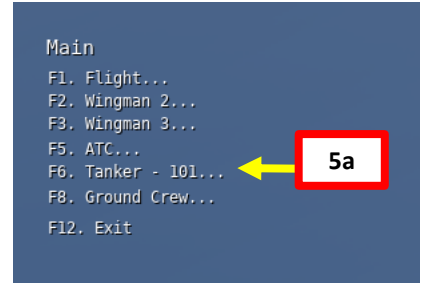 Main
F1. Flight...
F2. Wingman 2...
F3. Wingman 3...
F5. ATC...
F6. Tanker - 101...
5a
F8. Ground Crew...
F12. Exit